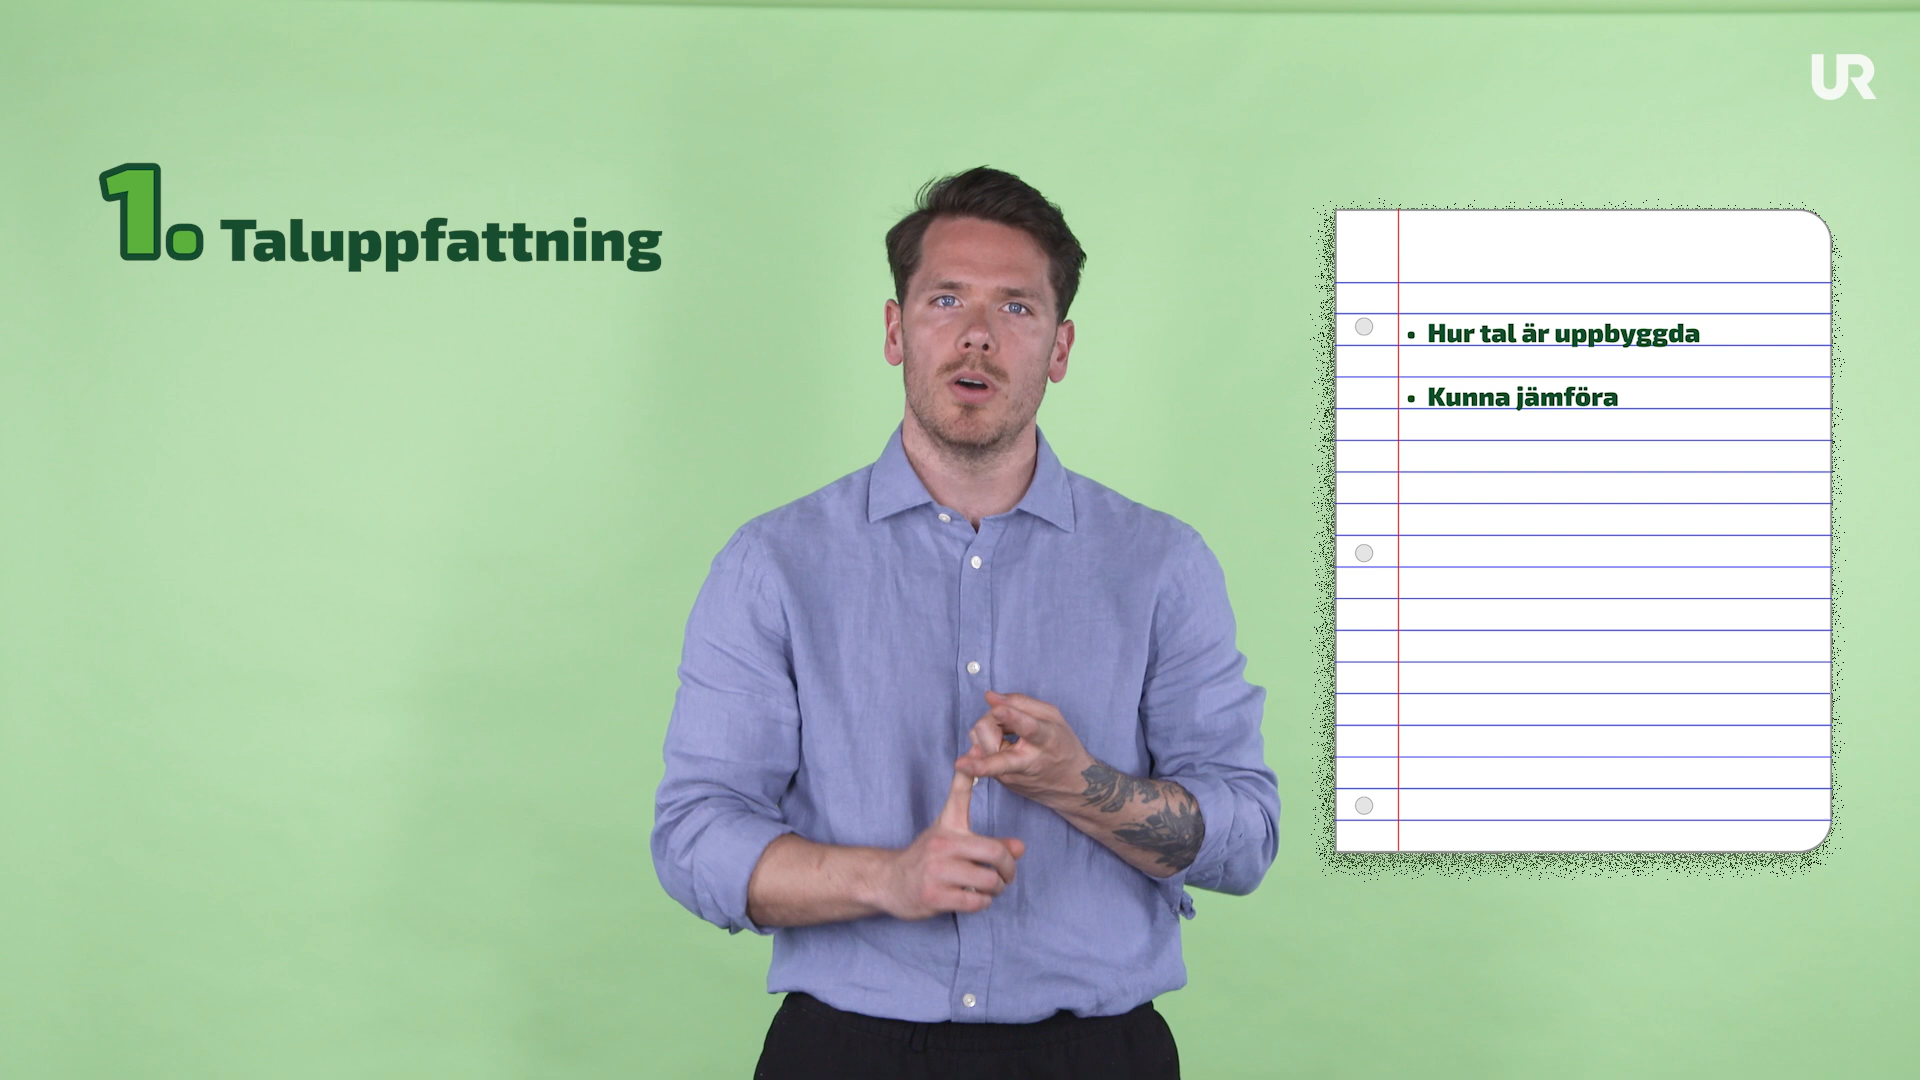 UR
1. Taluppfattning
• Hur tal är uppbyggda
• Kunna jämföra